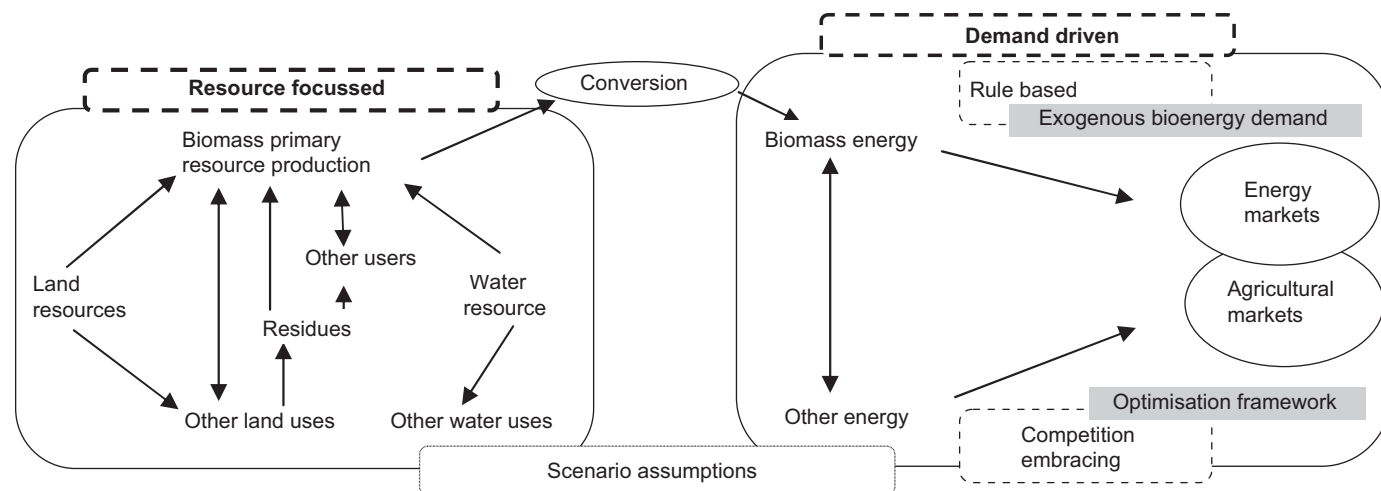 Resource focussed
Biomass primary
resource production
Other users
Land
resources
Water
resource
Residues
Other land uses
Other water uses
Conversion
Demand driven
Rule based
Exogenous bioenergy demand
Biomass energy
Energy
markets
Agricultural
markets
Optimisation framework
Other energy
Competition
embracing
Scenario assumptions